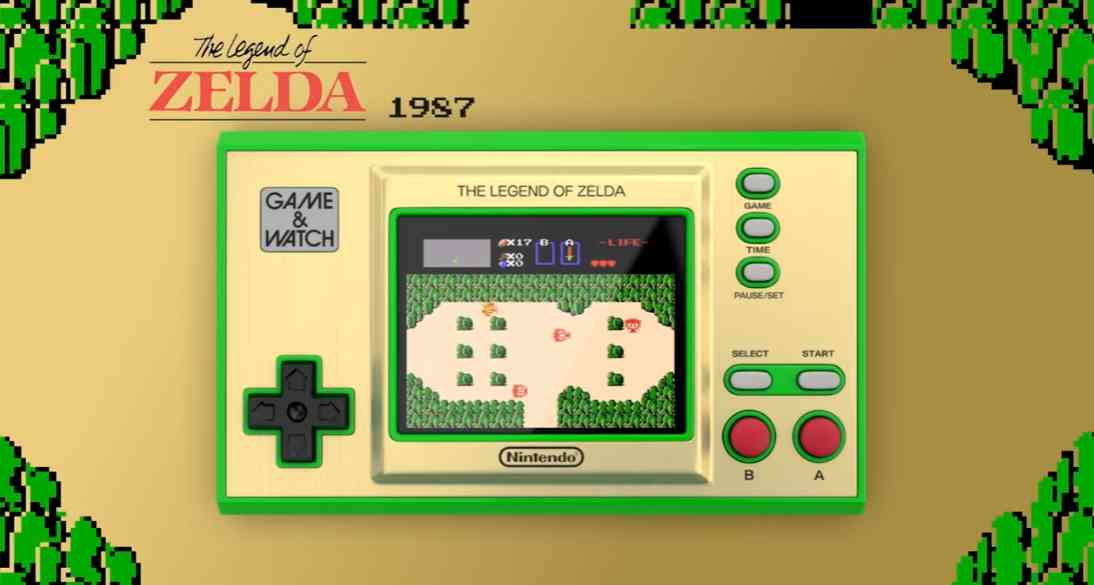 The Legend of
ZELDA
1987
GAME
&
WATCH
THE LEGEND OF ZELDA
X17
X0
X0
B
A
-LIFE-
GAME
TIME
PAUSE/SET
SELECT
START
B
A
Nintendo